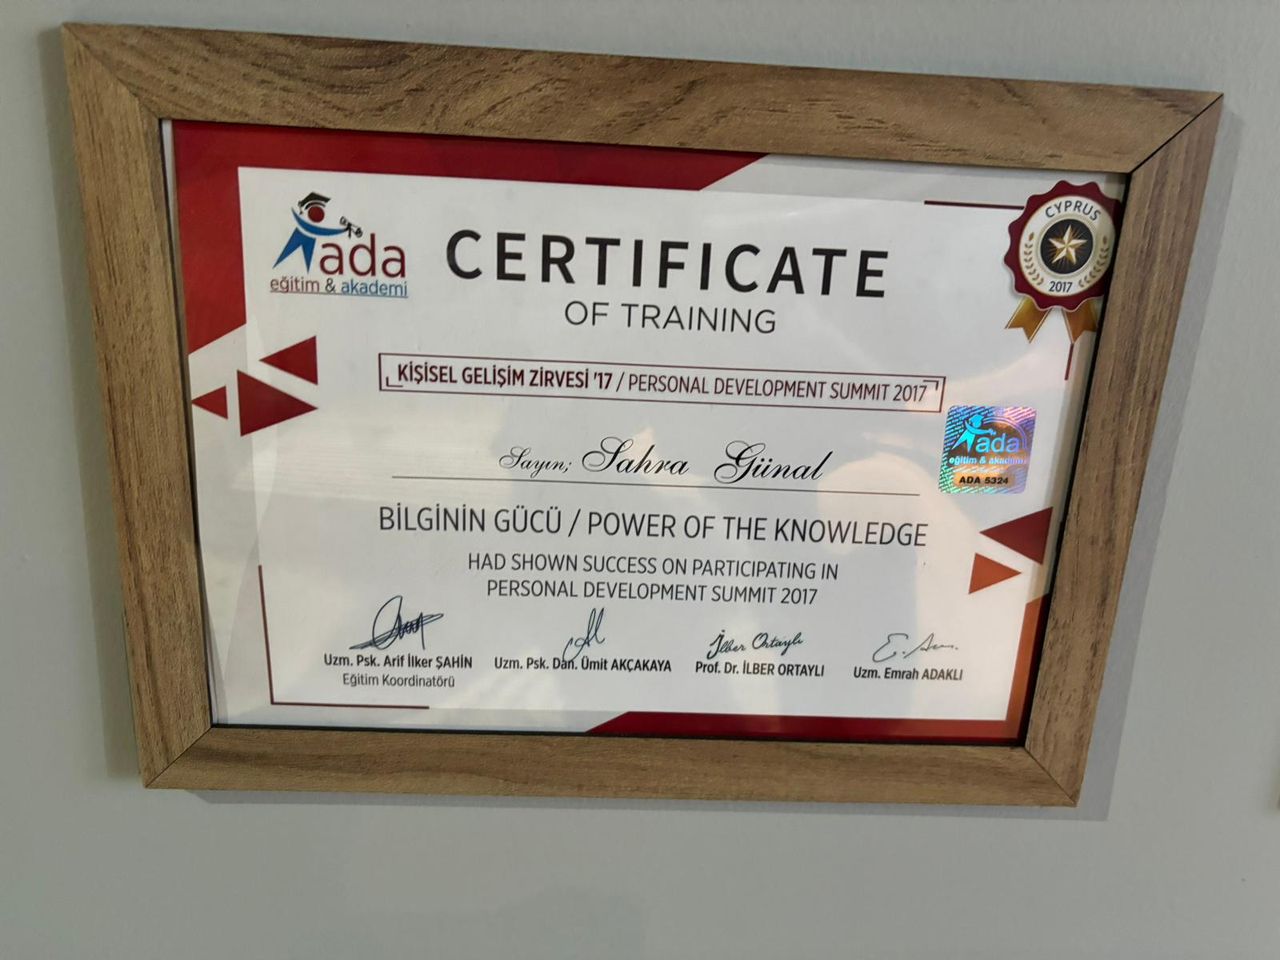 ada
eğitim & akademi
CERTIFICATE
OF TRAINING
CYPRUS
2017
KİŞİSEL GELİŞİM ZİRVESİ '17 / PERSONAL DEVELOPMENT SUMMIT 2017
ada
eğitim & akademi
ADA 5324
Sayın; Sahra Günal
BİLGİNİN GÜCÜ / POWER OF THE KNOWLEDGE
HAD SHOWN SUCCESS ON PARTICIPATING IN
PERSONAL DEVELOPMENT SUMMIT 2017
İlber Ortaylı
Uzm. Psk. Arif İlker ŞAHİN
Eğitim Koordinatörü
Uzm. Psk. Dan. Ümit AKÇAKAYA
Prof. Dr. İLBER ORTAYLI
Uzm. Emrah ADAKLI